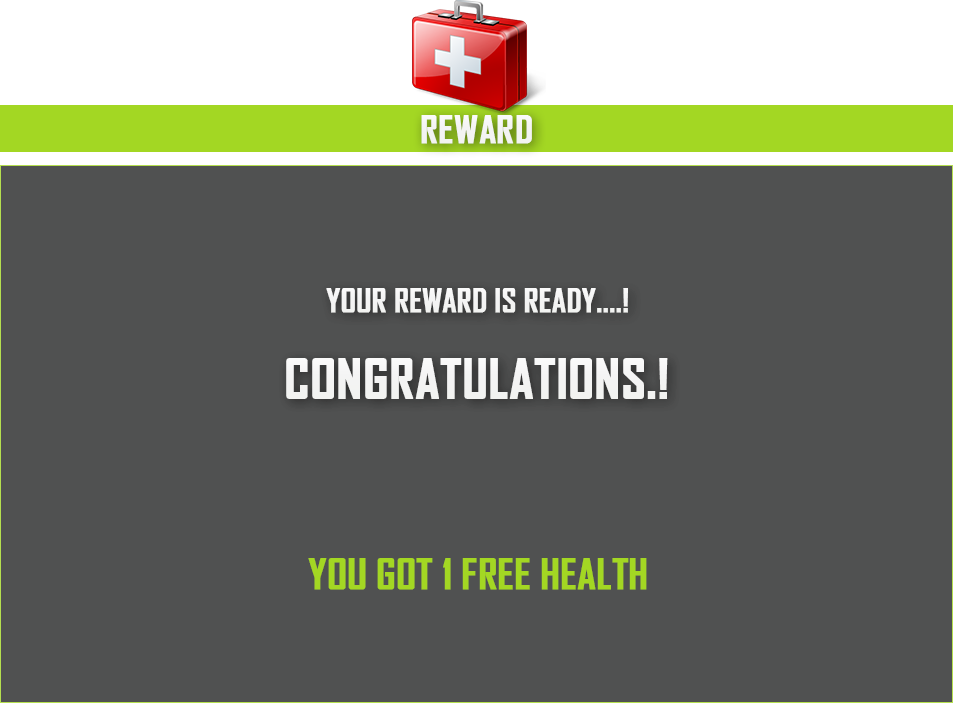 REWARD
YOUR REWARD IS READY....!
CONGRATULATIONS.!
YOU GOT 1 FREE HEALTH